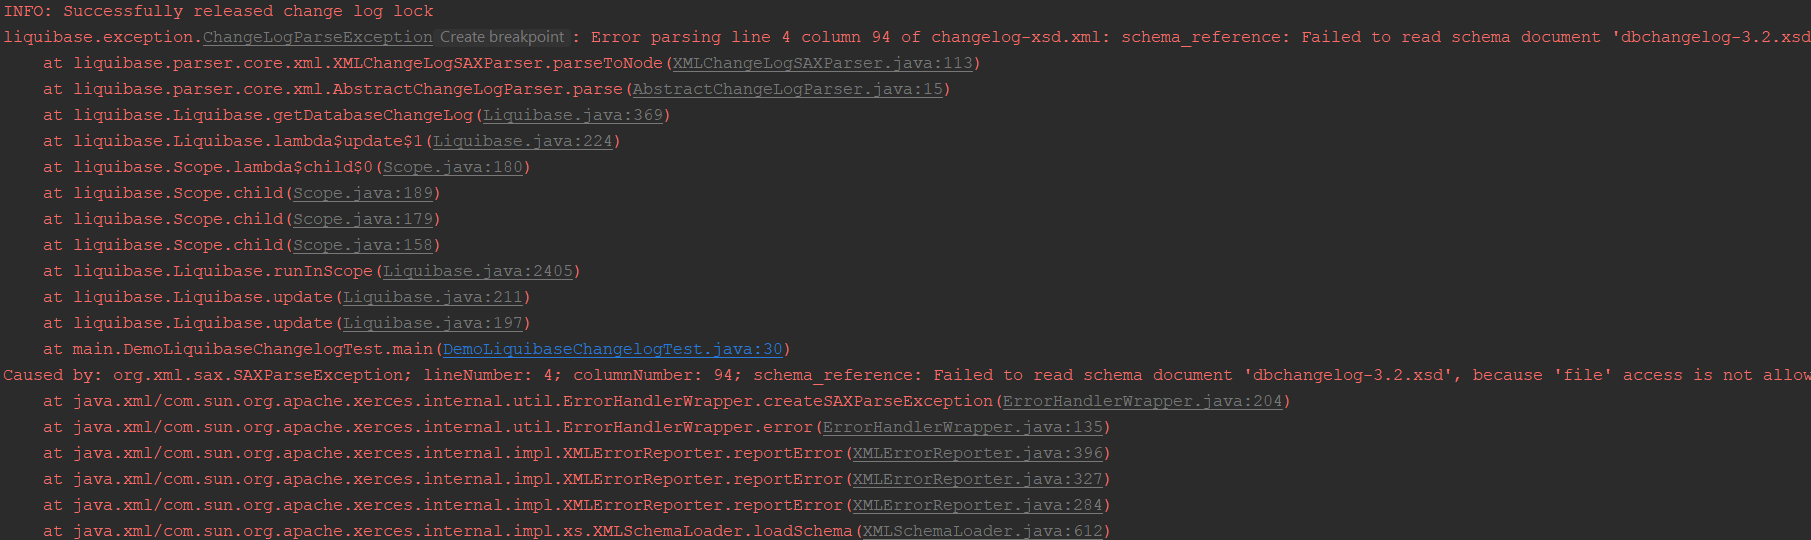 INFO: Successfully released change log lock
liquibase.exception.ChangeLogParseException Create breakpoint : Error parsing line 4 column 94 of changelog-xsd.xml: schema_reference: Failed to read schema document 'dbchangelog-3.2.xsd
at liquibase.parser.core.xml.XMLChangeLogSAXParser.parseToNode(XMLChangeLogSAXParser.java:113)
at liquibase.parser.core.xml.AbstractChangeLogParser.parse(AbstractChangeLogParser.java:15)
at liquibase.Liquibase.getDatabaseChangeLog(Liquibase.java:369)
at liquibase.Liquibase.lambda$update$1(Liquibase.java:224)
at liquibase.Scope.lambda$child$0(Scope.java:180)
at liquibase.Scope.child(Scope.java:189)
at liquibase.Scope.child(Scope.java:179)
at liquibase.Scope.child(Scope.java:158)
at liquibase.Liquibase.runInScope(Liquibase.java:2405)
at liquibase.Liquibase.update(Liquibase.java:211)
at liquibase.Liquibase.update(Liquibase.java:197)
at main.DemoLiquibaseChangelogTest.main(DemoLiquibaseChangelogTest.java:30)
Caused by: org.xml.sax.SAXParseException; lineNumber: 4; columnNumber: 94; schema_reference: Failed to read schema document 'dbchangelog-3.2.xsd', because 'file' access is not allow
at java.xml/com.sun.org.apache.xerces.internal.util.ErrorHandlerWrapper.createSAXParseException(ErrorHandlerWrapper.java:204)
at java.xml/com.sun.org.apache.xerces.internal.util.ErrorHandlerWrapper.error(ErrorHandlerWrapper.java:135)
at java.xml/com.sun.org.apache.xerces.internal.impl.XMLErrorReporter.reportError(XMLErrorReporter.java:396)
at java.xml/com.sun.org.apache.xerces.internal.impl.XMLErrorReporter.reportError(XMLErrorReporter.java:327)
at java.xml/com.sun.org.apache.xerces.internal.impl.XMLErrorReporter.reportError(XMLErrorReporter.java:284)
at java.xml/com.sun.org.apache.xerces.internal.impl.xs.XMLSchemaLoader.loadSchema(XMLSchemaLoader.java:612)